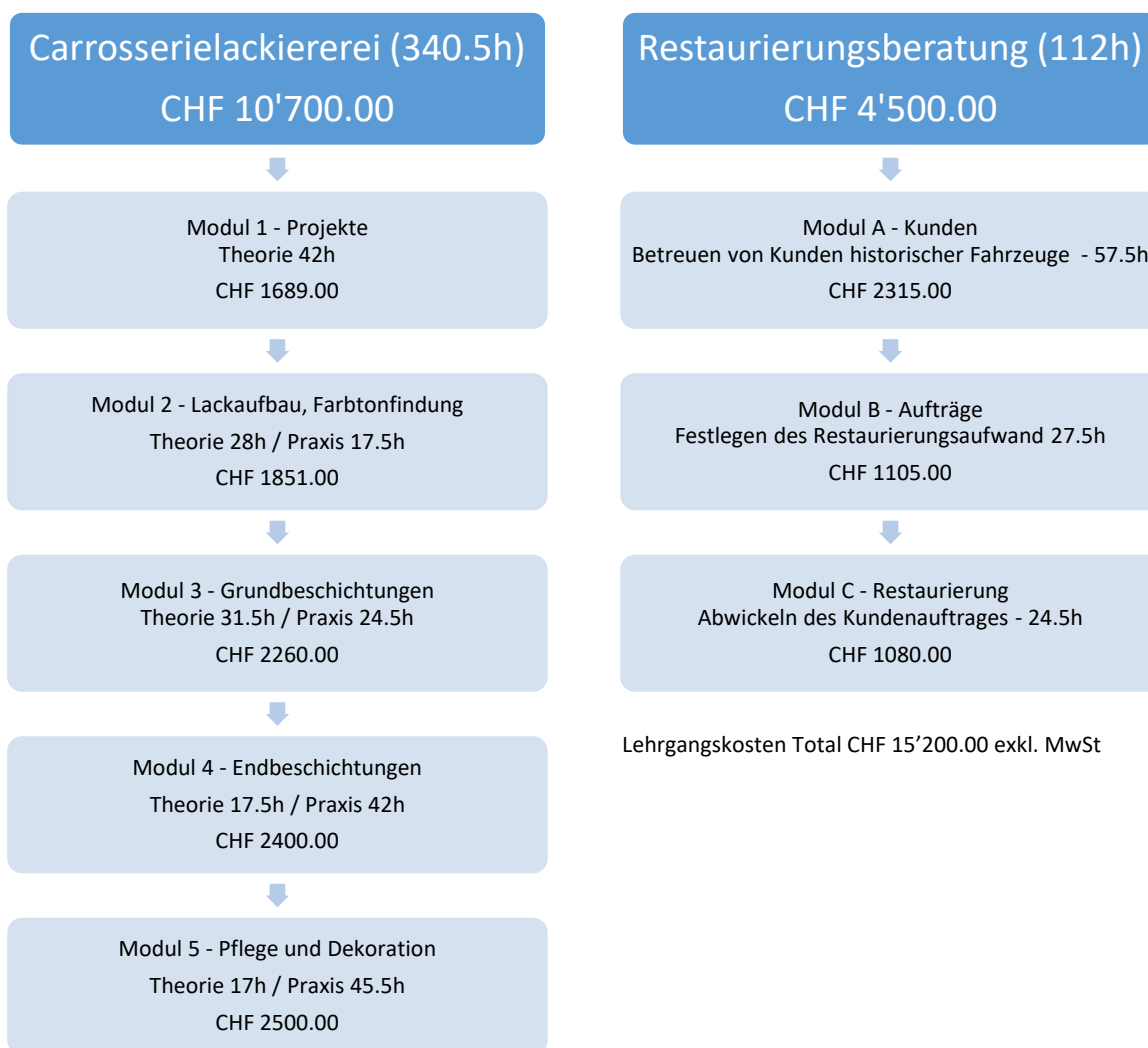 Carrosserielackiererei (340.5h)
CHF 10'700.00
Modul 1 - Projekte
Theorie 42h
CHF 1689.00
Modul 2 - Lackaufbau, Farbtonfindung
Theorie 28h / Praxis 17.5h
CHF 1851.00
Modul 3 - Grundbeschichtungen
Theorie 31.5h / Praxis 24.5h
CHF 2260.00
Modul 4 - Endbeschichtungen
Theorie 17.5h / Praxis 42h
CHF 2400.00
Modul 5 - Pflege und Dekoration
Theorie 17h / Praxis 45.5h
CHF 2500.00
Restaurierungsberatung (112h)
CHF 4'500.00
Modul A - Kunden
Betreuen von Kunden historischer Fahrzeuge - 57.5h
CHF 2315.00
Modul B - Aufträge
Festlegen des Restaurierungsaufwand 27.5h
CHF 1105.00
Modul C - Restaurierung
Abwickeln des Kundenauftrages - 24.5h
CHF 1080.00
Lehrgangskosten Total CHF 15’200.00 exkl. MwSt